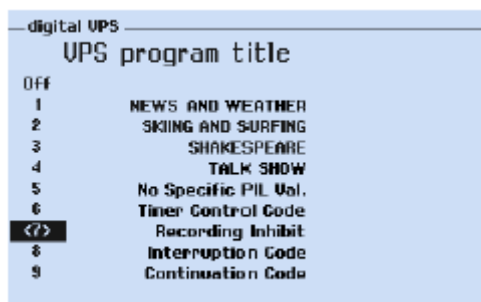 digital VPS
VPS program title
Off
1 NEWS AND WEATHER
2 SKIING AND SURFING
3 SHAKESPEARE
4 TALK SHOW
5 No Specific PIL Val.
6 Timer Control Code
<7> Recording Inhibit
8 Interruption Code
9 Continuation Code